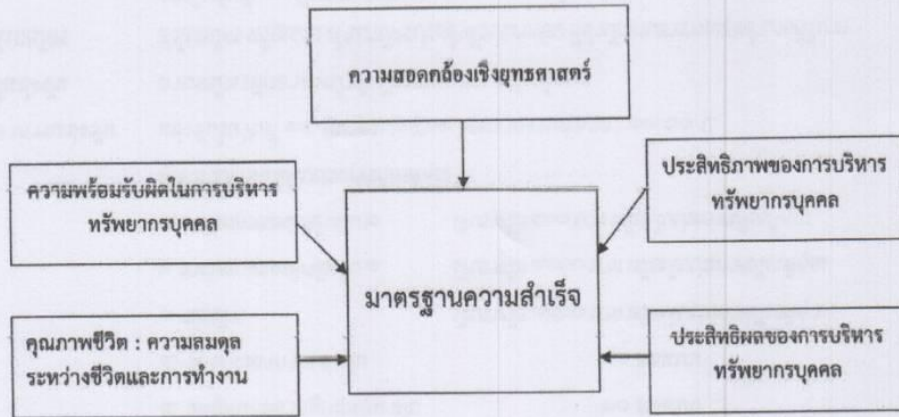 ความสอดคล้องเชิงยุทธศาสตร์
ความพร้อมรับผิดในการบริหาร
ทรัพยากรบุคคล
ประสิทธิภาพของการบริหาร
ทรัพยากรบุคคล
มาตรฐานความสำเร็จ
คุณภาพชีวิต : ความสมดุล
ระหว่างชีวิตและการทำงาน
ประสิทธิผลของการบริหาร
ทรัพยากรบุคคล